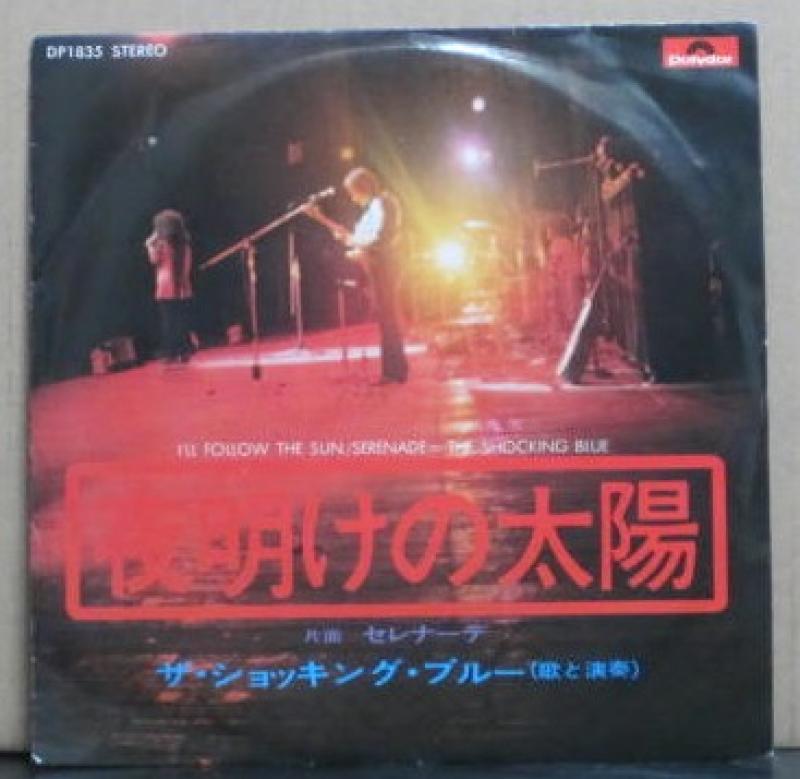 DP1835 STEREO
polydor
I'LL FOLLOW THE SUN/SERENADE = THE SHOCKING BLUE
夜明けの太陽
片面 セレナーデ
ザ・ショッキング・ブルー(歌と演奏)